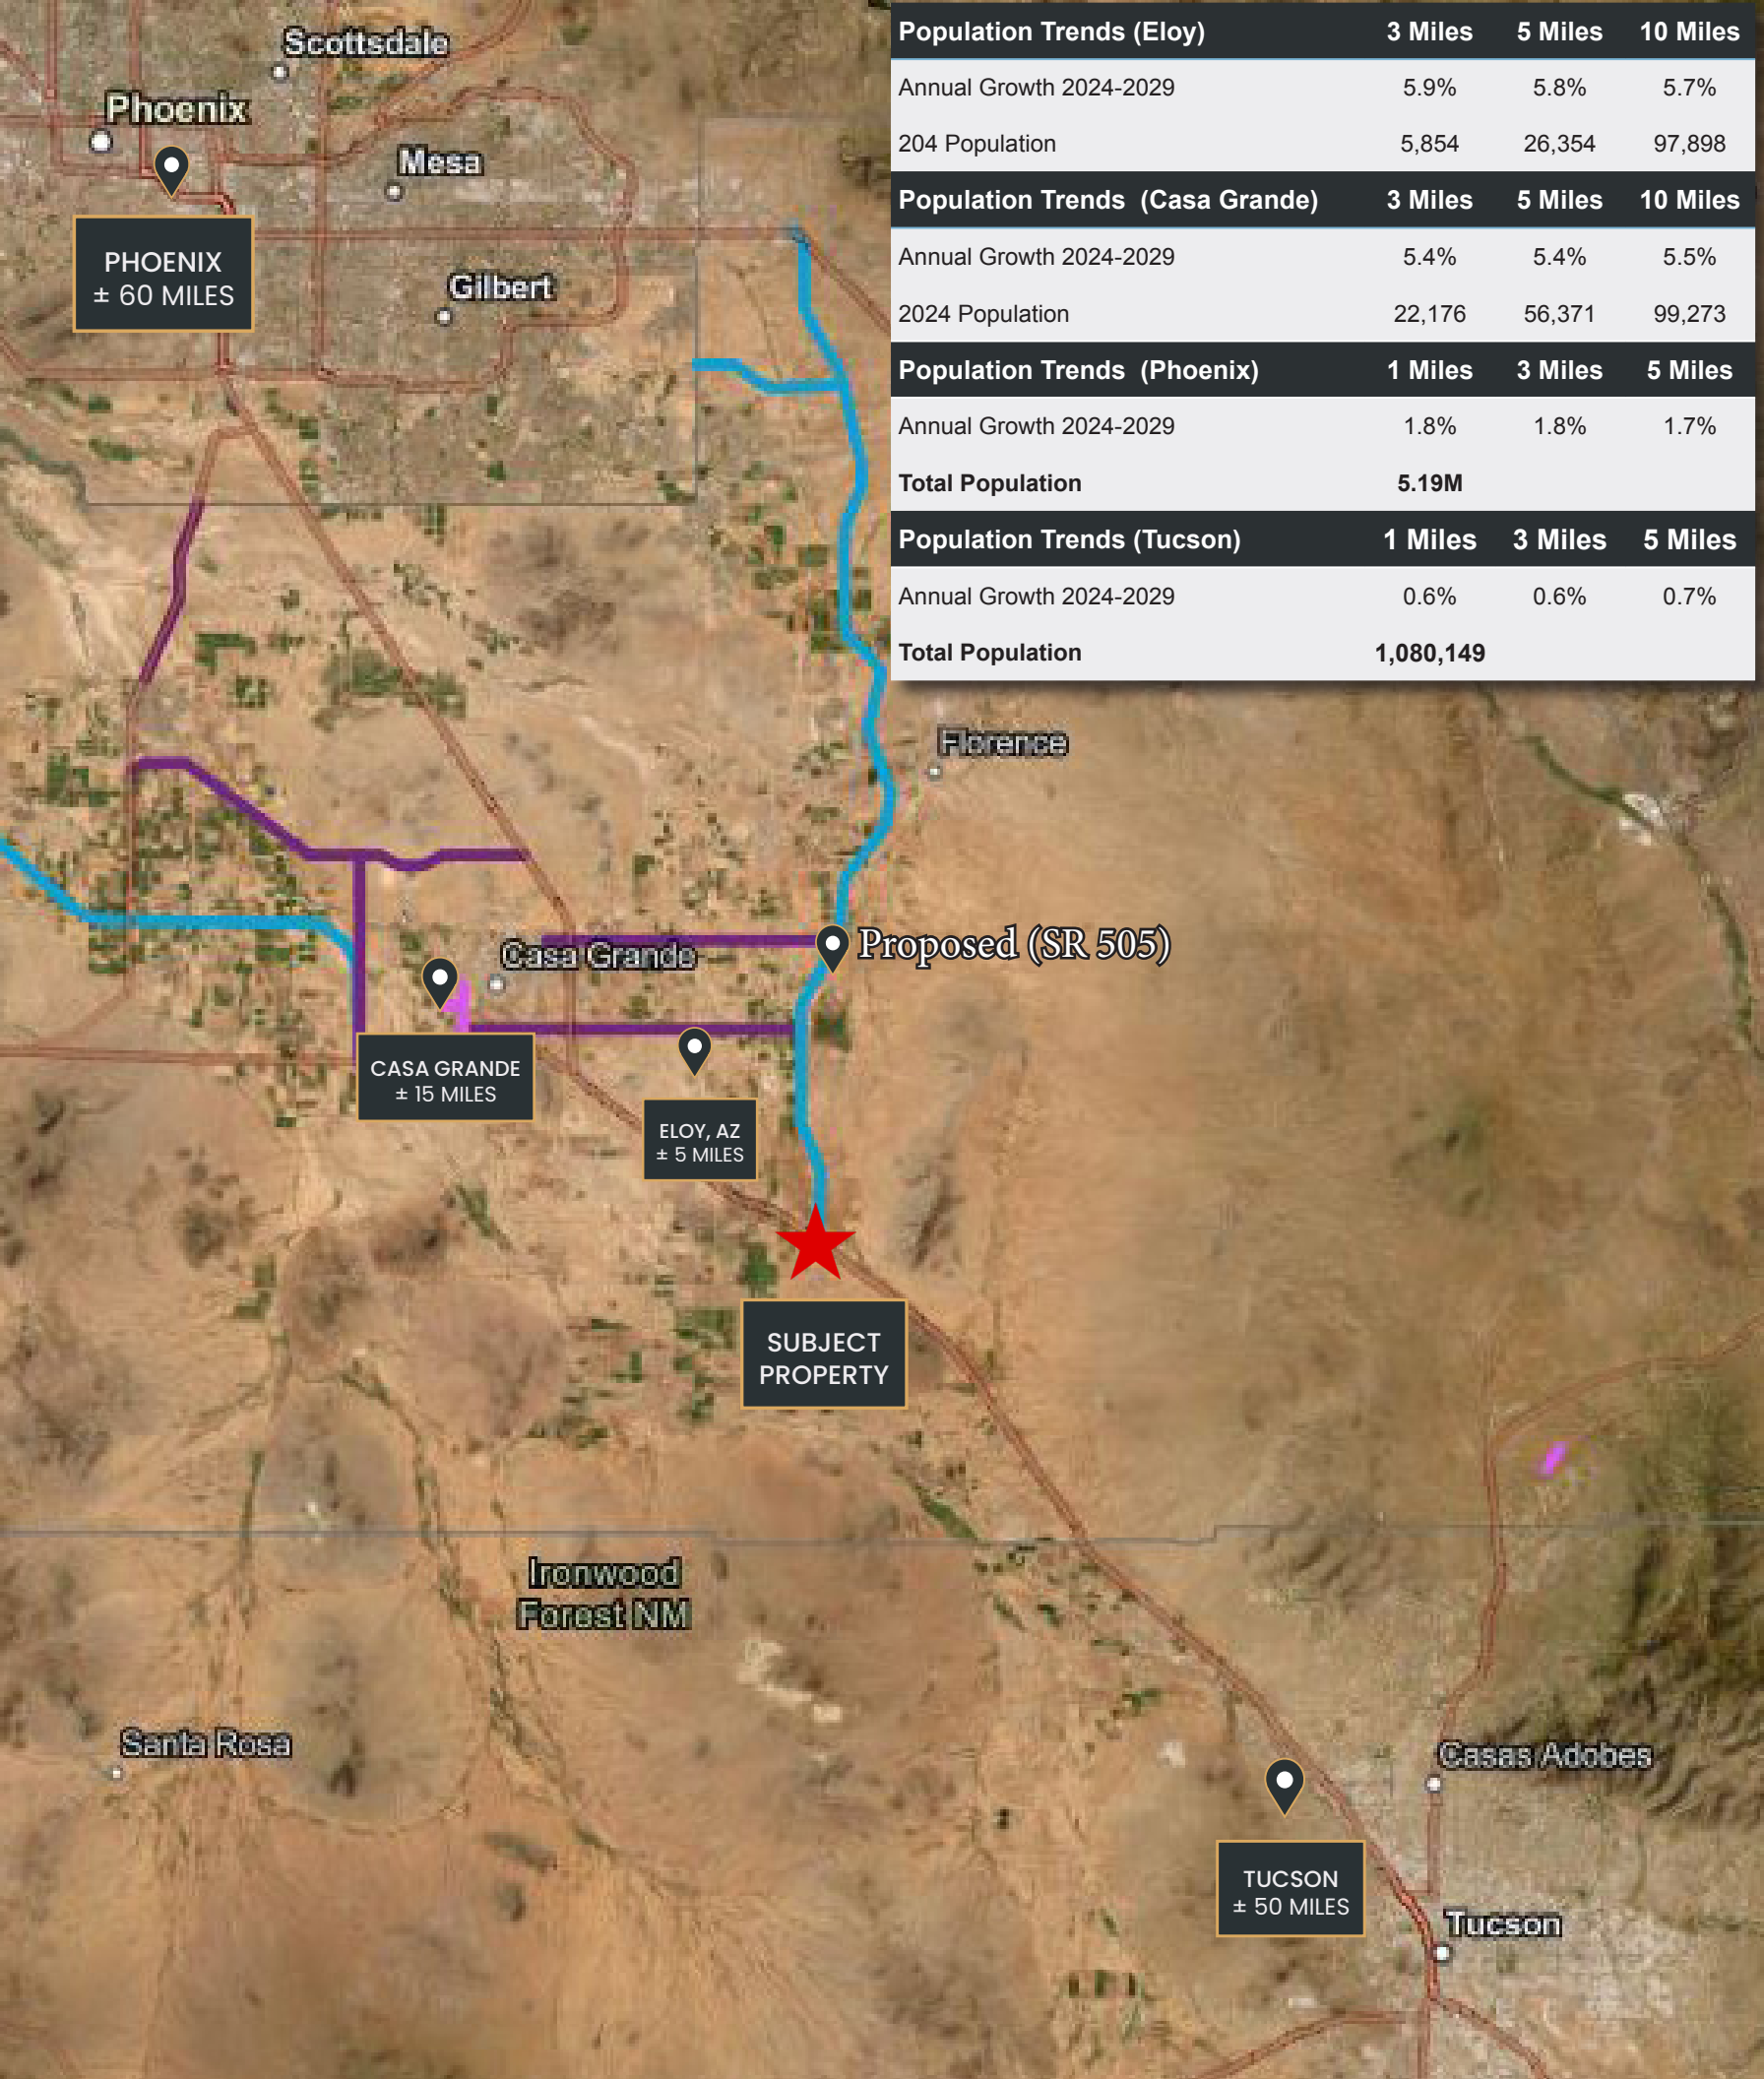 Population Trends (Eloy) 3 Miles 5 Miles 10 Miles
Annual Growth 2024-2029 5.9% 5.8% 5.7%
204 Population 5,854 26,354 97,898
Population Trends (Casa Grande) 3 Miles 5 Miles 10 Miles
Annual Growth 2024-2029 5.4% 5.4% 5.5%
2024 Population 22,176 56,371 99,273
Population Trends (Phoenix) 1 Miles 3 Miles 5 Miles
Annual Growth 2024-2029 1.8% 1.8% 1.7%
Total Population 5.19M
Population Trends (Tucson) 1 Miles 3 Miles 5 Miles
Annual Growth 2024-2029 0.6% 0.6% 0.7%
Total Population 1,080,149
Scottsdale
Phoenix
Mesa
PHOENIX
± 60 MILES
Gilbert
Florence
Proposed (SR 505)
Casa Grande
CASA GRANDE
± 15 MILES
ELOY, AZ
± 5 MILES
SUBJECT
PROPERTY
Ironwood
Forest NM
Santa Rosa
Casas Adobes
TUCSON
± 50 MILES
Tucson